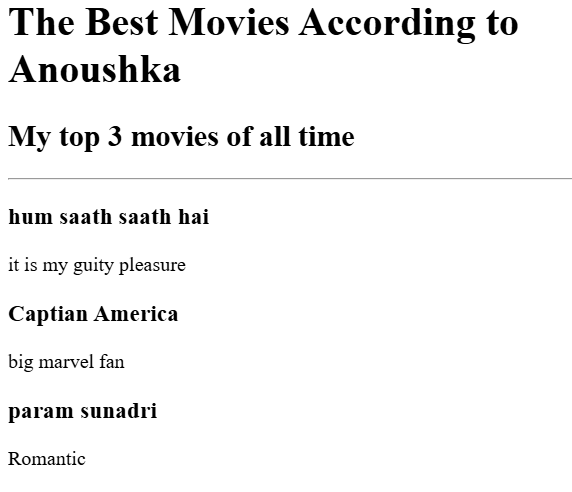 The Best Movies According to
Anoushka
My top 3 movies of all time
hum saath saath hai
it is my guity pleasure
Captian America
big marvel fan
param sunadri
Romantic